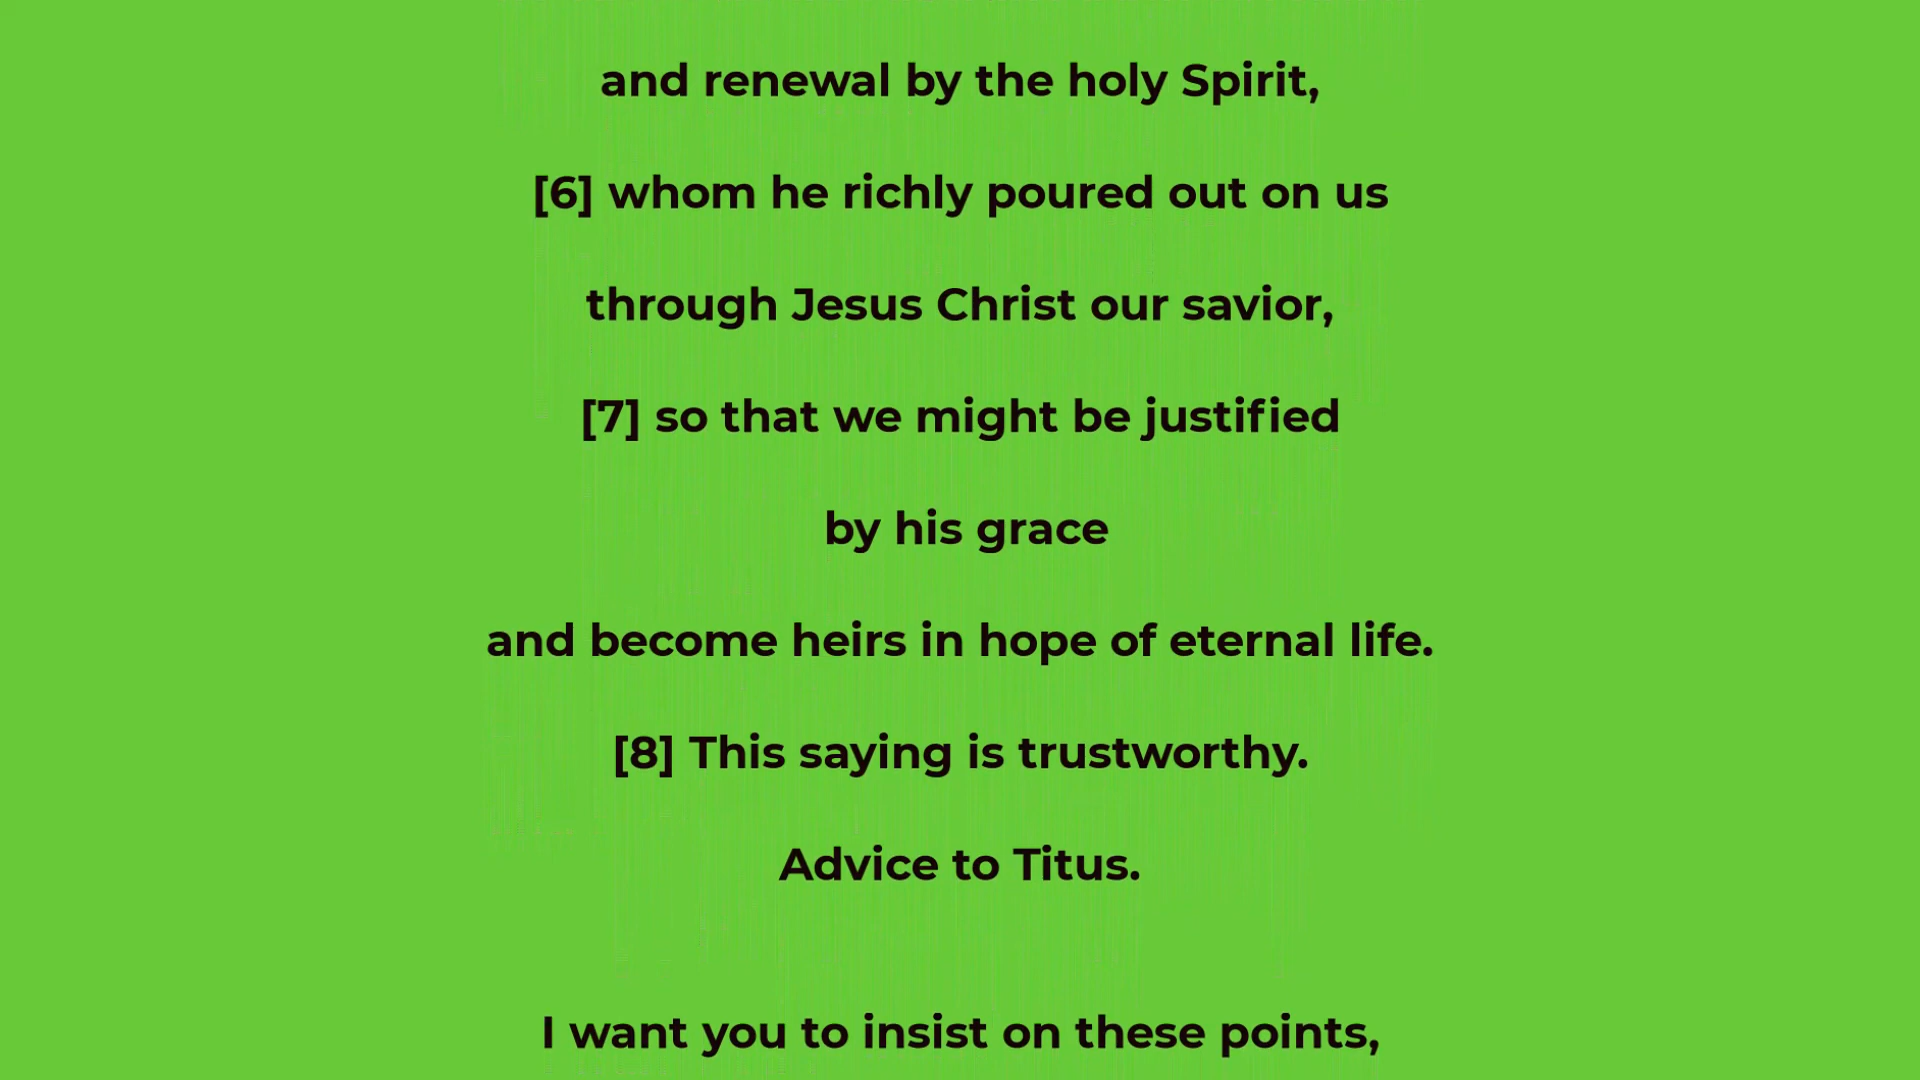 and renewal by the holy Spirit,
[6] whom he richly poured out on us
through Jesus Christ our savior,
[7] so that we might be justified
by his grace
and become heirs in hope of eternal life.
[8] This saying is trustworthy.
Advice to Titus.
I want you to insist on these points,